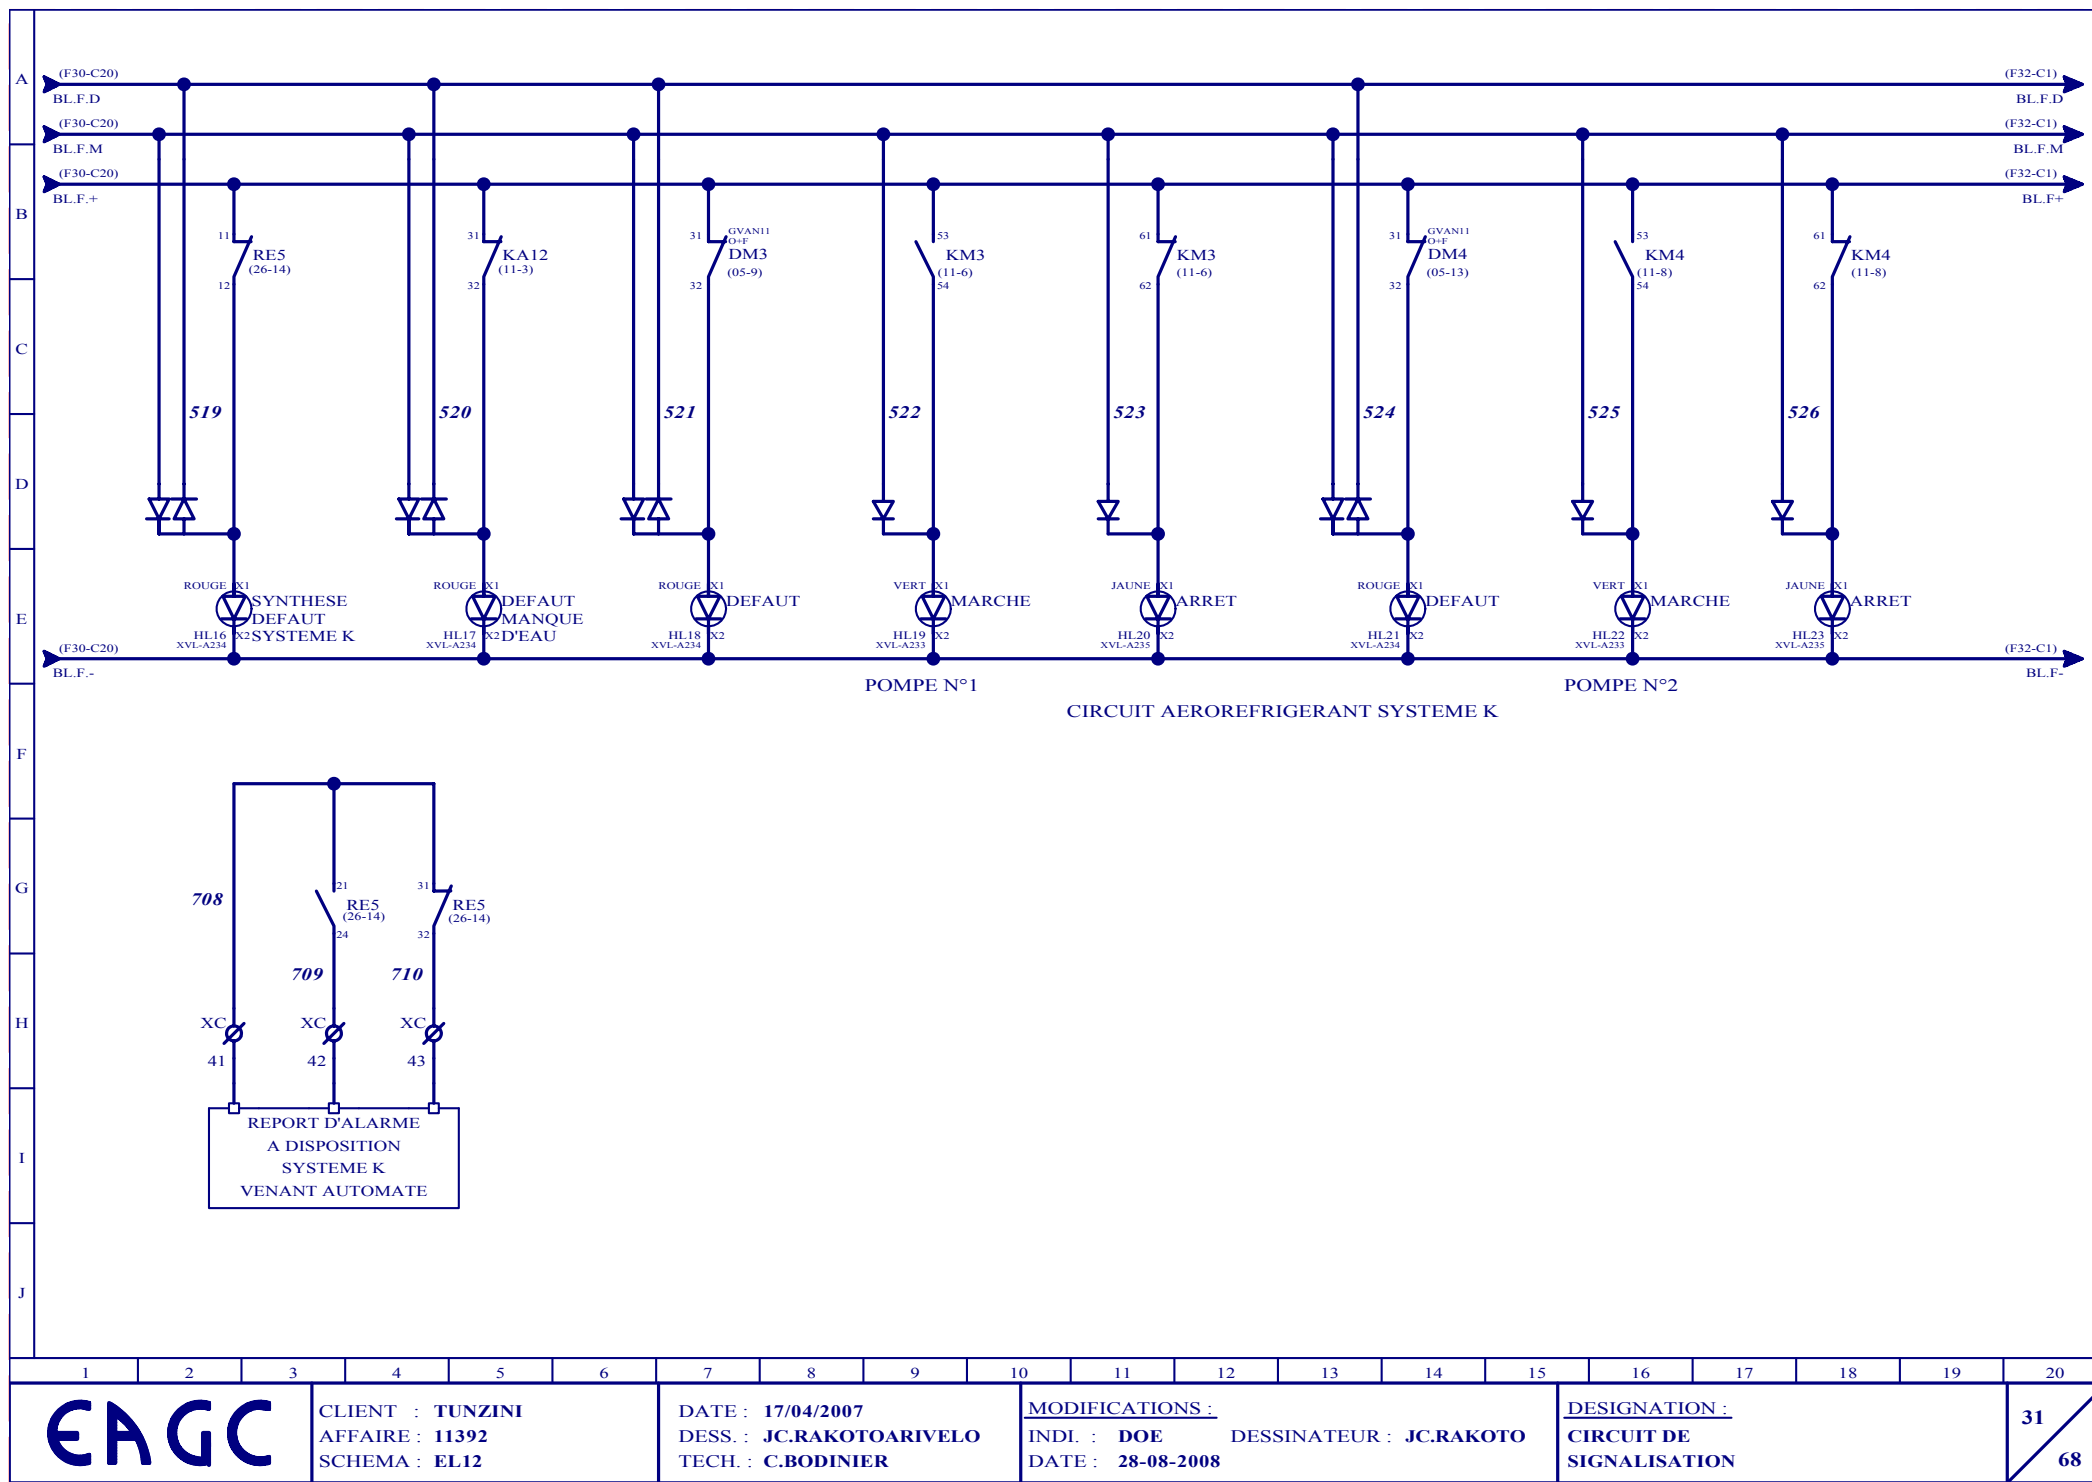 A
(F30-C20)
(F32-C1)
BL.F.D
BL.F.D
(F30-C20)
(F32-C1)
BL.F.M
BL.F.M
(F30-C20)
(F32-C1)
BL.F.+
BL.F+
B
11
RE5
(26-14)
12
31
KA12
(11-3)
32
31
GVAN11
O+F
DM3
(05-9)
32
53
KM3
(11-6)
54
61
KM3
(11-6)
62
31
GVAN11
O+F
DM4
(05-13)
32
53
KM4
(11-8)
54
61
KM4
(11-8)
62
C
519
520
521
522
523
524
525
526
D
E
ROUGE X1
SYNTHESE
DEFAUT
HL16 X2 SYSTEME K
XVL-A234
ROUGE X1
DEFAUT
MANQUE
HL17 X2 D'EAU
XVL-A234
ROUGE X1
DEFAUT
HL18 X2
XVL-A234
VERT X1
MARCHE
HL19 X2
XVL-A233
JAUNE X1
ARRET
HL20 X2
XVL-A235
ROUGE X1
DEFAUT
HL21 X2
XVL-A234
VERT X1
MARCHE
HL22 X2
XVL-A233
JAUNE X1
ARRET
HL23 X2
XVL-A235
(F30-C20)
(F32-C1)
BL.F.-
BL.F-
POMPE N°1
POMPE N°2
CIRCUIT AEROREFRIGERANT SYSTEME K
F
G
708
21
RE5
(26-14)
24
31
RE5
(26-14)
32
709
710
H
XC
XC
XC
41
42
43
REPORT D'ALARME
A DISPOSITION
SYSTEME K
VENANT AUTOMATE
I
J
1 2 3 4 5 6 7 8 9 10 11 12 13 14 15 16 17 18 19 20
EAGC
CLIENT : TUNZINI
AFFAIRE : 11392
SCHEMA : EL12
DATE : 17/04/2007
DESS. : JC.RAKOTOARIVELO
TECH. : C.BODINIER
MODIFICATIONS :
INDI. : DOE DESSINATEUR : JC.RAKOTO
DATE : 28-08-2008
DESIGNATION :
CIRCUIT DE
SIGNALISATION
31
68